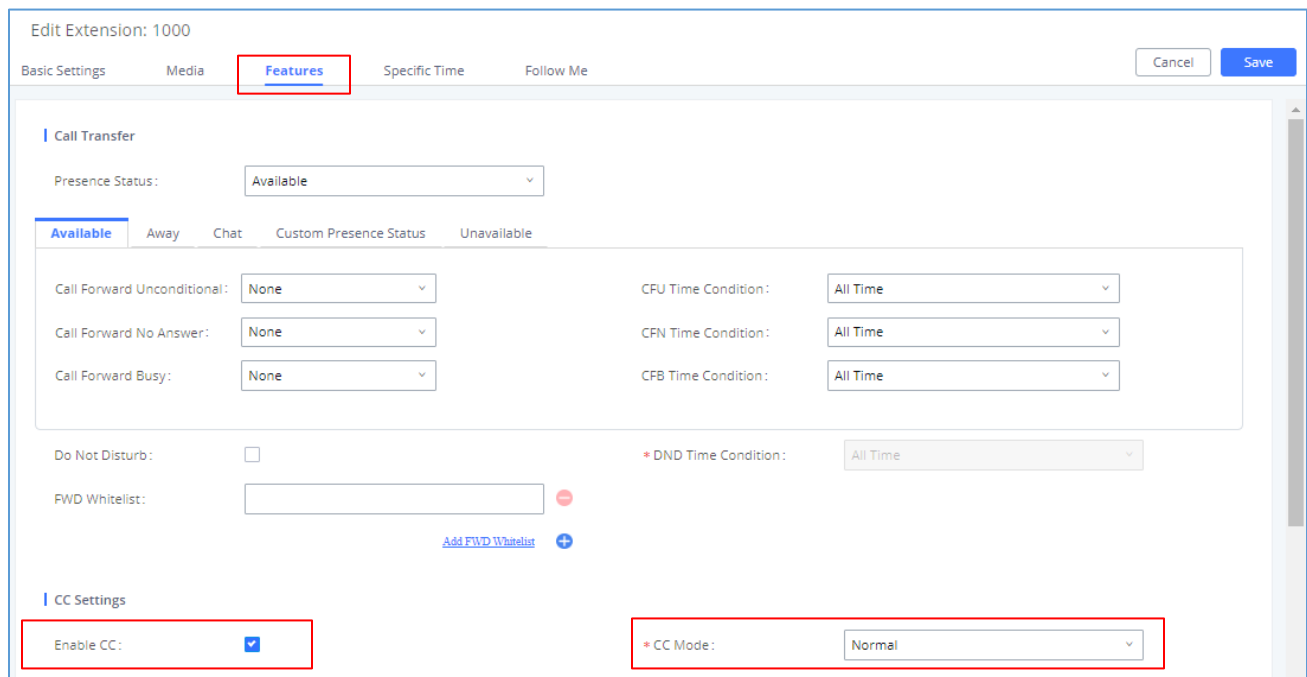 Edit Extension: 1000
Basic Settings Media Features Specific Time Follow Me Cancel Save
Call Transfer
Presence Status: Available
Available Away Chat Custom Presence Status Unavailable
Call Forward Unconditional: None CFU Time Condition: All Time
Call Forward No Answer: None CFN Time Condition: All Time
Call Forward Busy: None CFB Time Condition: All Time
Do Not Disturb: * DND Time Condition: All Time
FWD Whitelist:
Add FWD Whitelist
CC Settings
Enable CC: * CC Mode: Normal